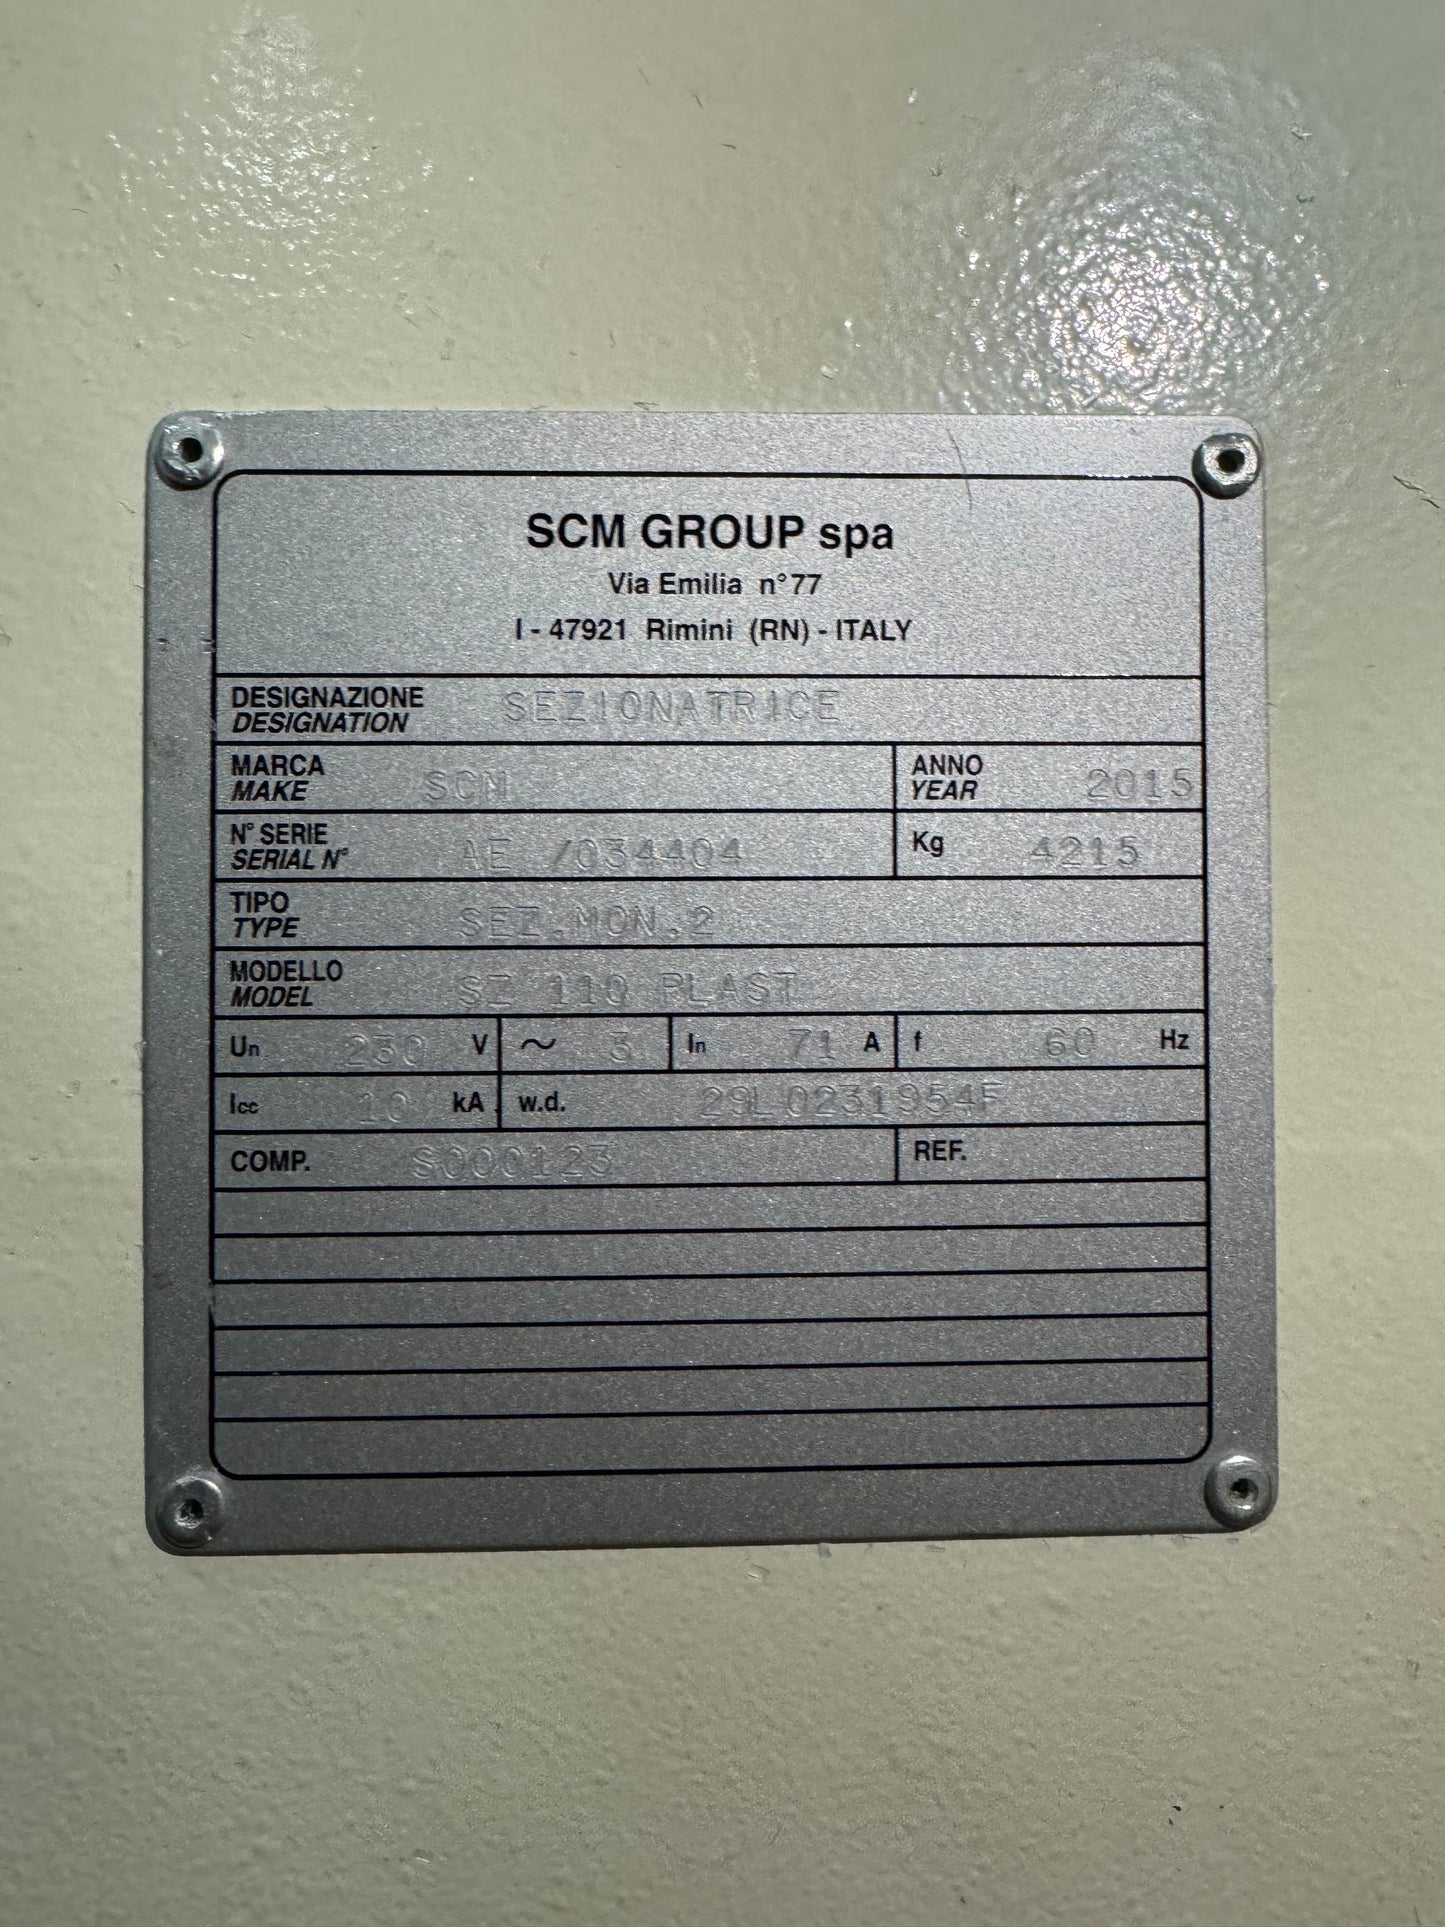 SCM GROUP spa
Via Emilia n°77
I - 47921 Rimini (RN) - ITALY
DESIGNAZIONE
DESIGNATION SEZIONATRICE
MARCA
MAKE SCM
ANNO
YEAR 2015
N° SERIE
SERIAL N° AE /034404
Kg 4215
TIPO
TYPE SEZ.MON.2
MODELLO
MODEL SZ 110 PLAST
Un 230 V ~ 3 In 71 A f 60 Hz
Icc 10 kA w.d. 29L0231954F
COMP. S000123 REF.